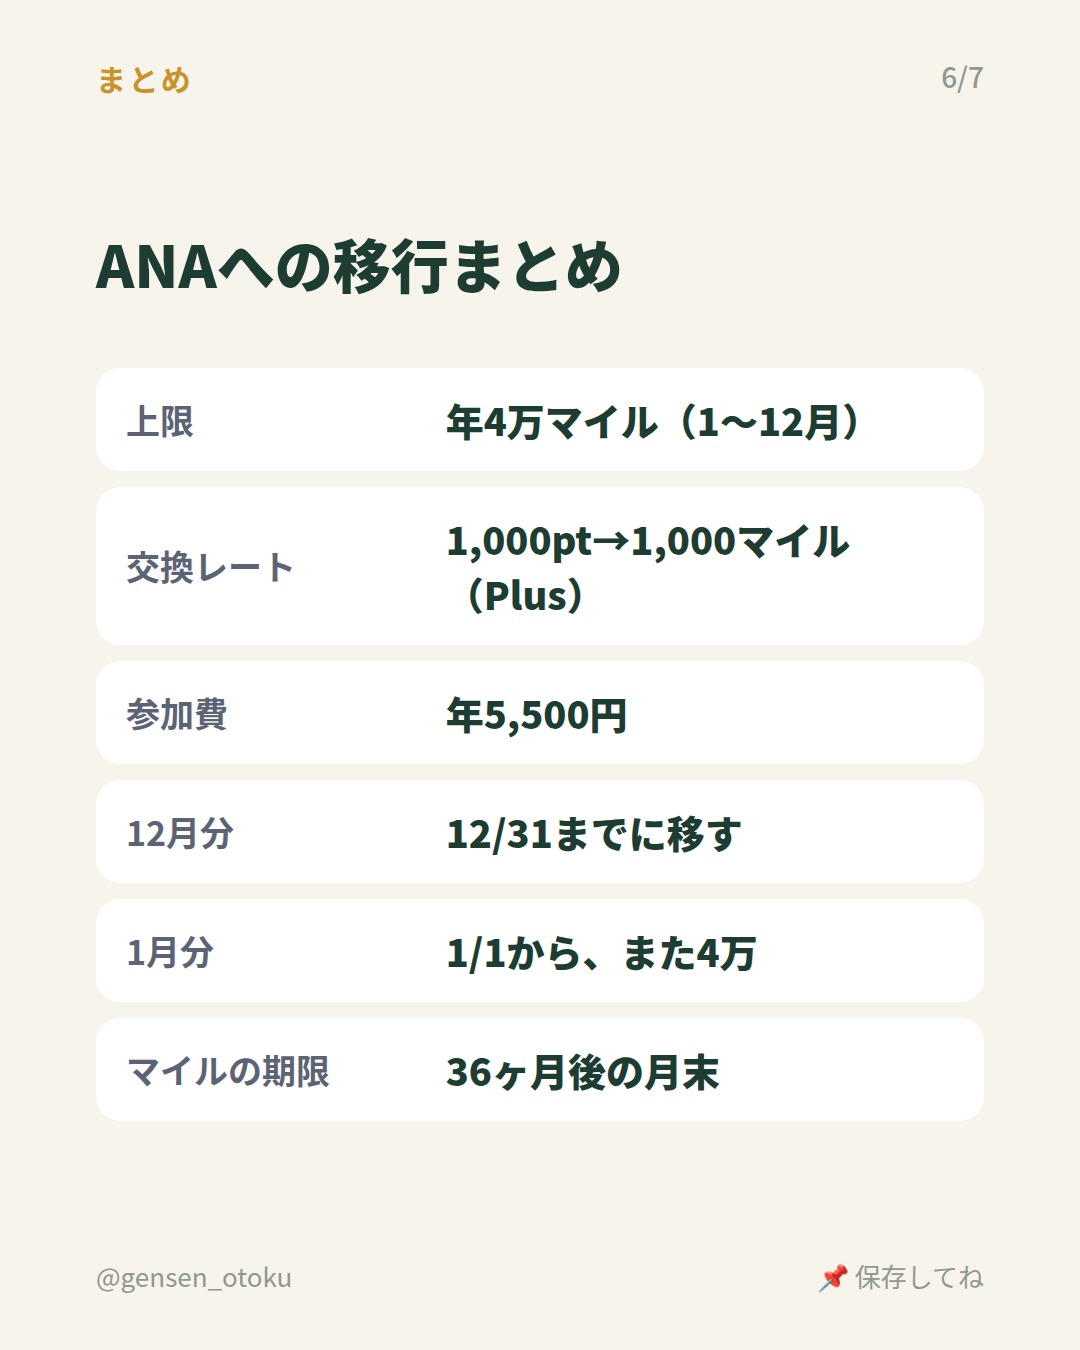 まとめ
6/7
ANAへの移行まとめ
上限
年4万マイル（1〜12月）
交換レート
1,000pt→1,000マイル
（Plus）
参加費
年5,500円
12月分
12/31までに移す
1月分
1/1から、また4万
マイルの期限
36ヶ月後の月末
@gensen_otoku
📌 保存してね